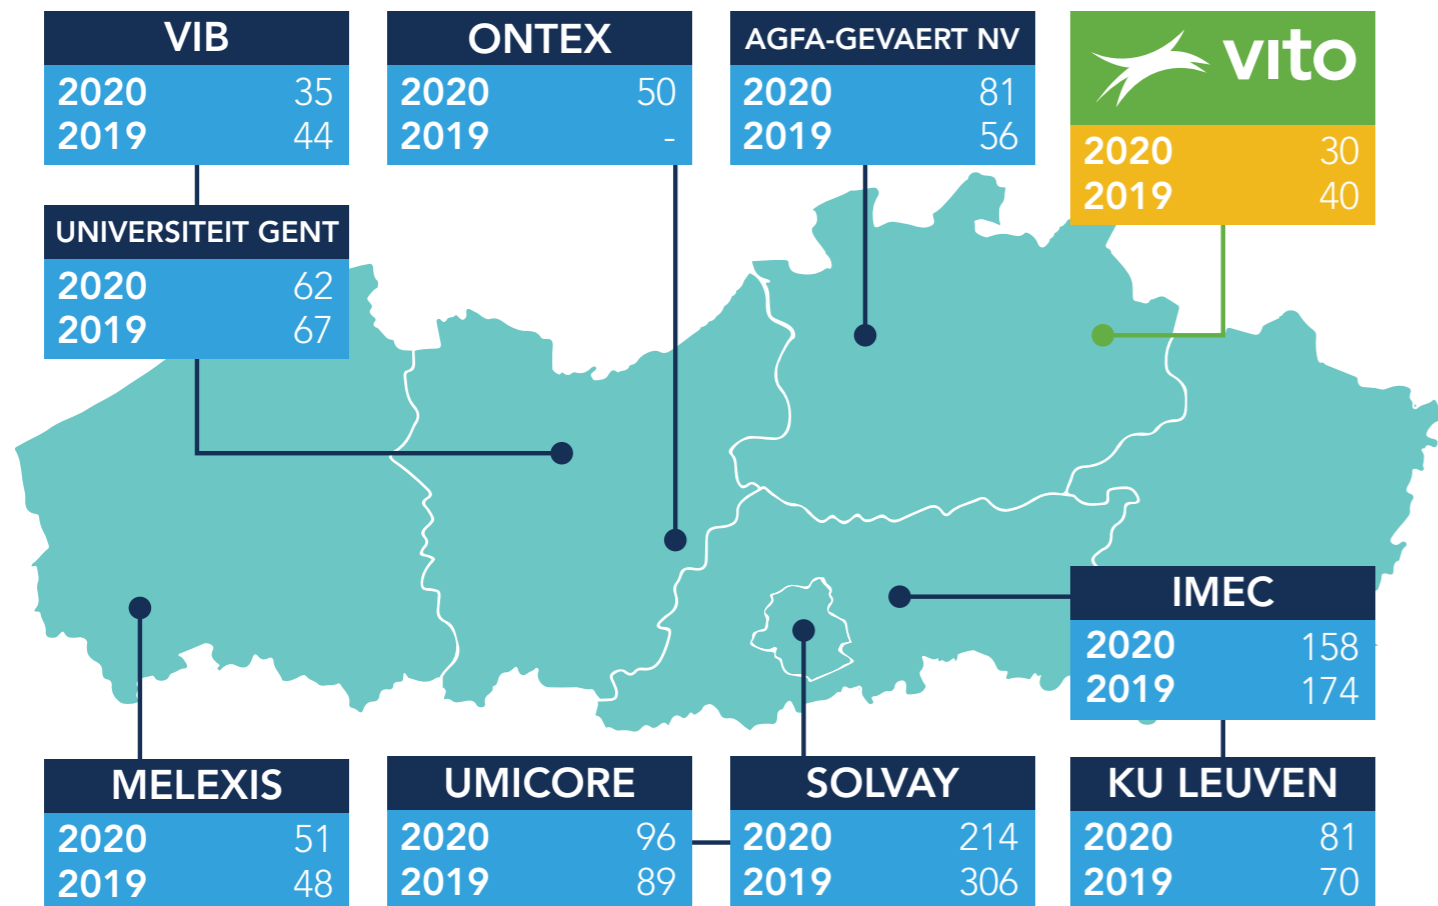 VIB
2020 35
2019 44
ONTEX
2020 50
2019 -
AGFA-GEVAERT NV
2020 81
2019 56
vito
2020 30
2019 40
UNIVERSITEIT GENT
2020 62
2019 67
IMEC
2020 158
2019 174
MELEXIS
2020 51
2019 48
UMICORE
2020 96
2019 89
SOLVAY
2020 214
2019 306
KU LEUVEN
2020 81
2019 70